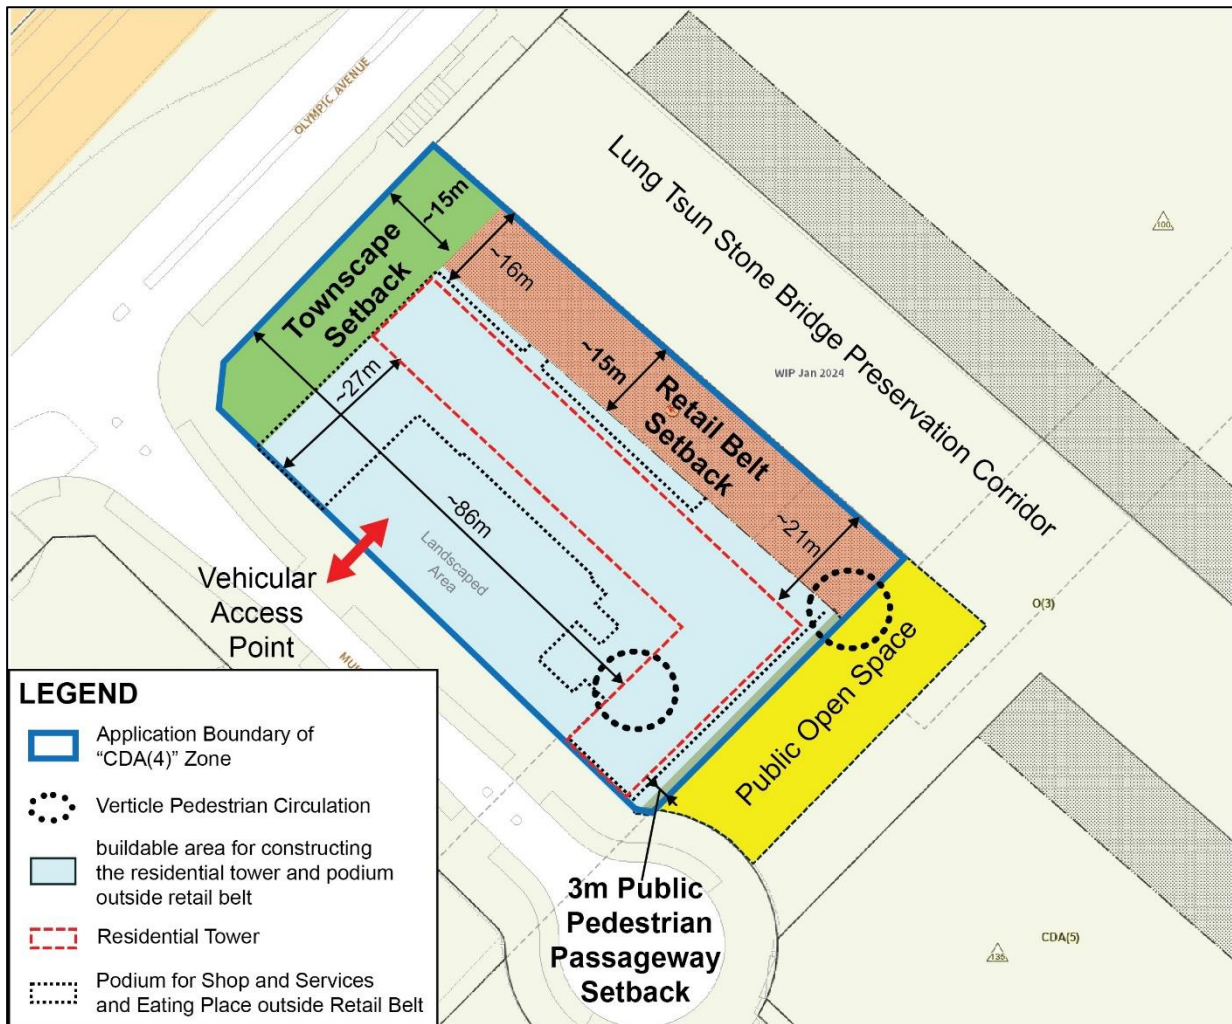 OLYMPIC AVENUE
Lung Tsun Stone Bridge Preservation Corridor
100
~15m
Townscape
Setback
~16m
WIP Jan 2024
~15m
Retail Belt
Setback
~27m
~86m
~21m
Landscaped
Area
Vehicular
Access
Point
O(3)
Public Open Space
3m Public
Pedestrian
Passageway
Setback
CDA(5)
135
LEGEND
Application Boundary of
“CDA(4)” Zone
Verticle Pedestrian Circulation
buildable area for constructing
the residential tower and podium
outside retail belt
Residential Tower
Podium for Shop and Services
and Eating Place outside Retail Belt